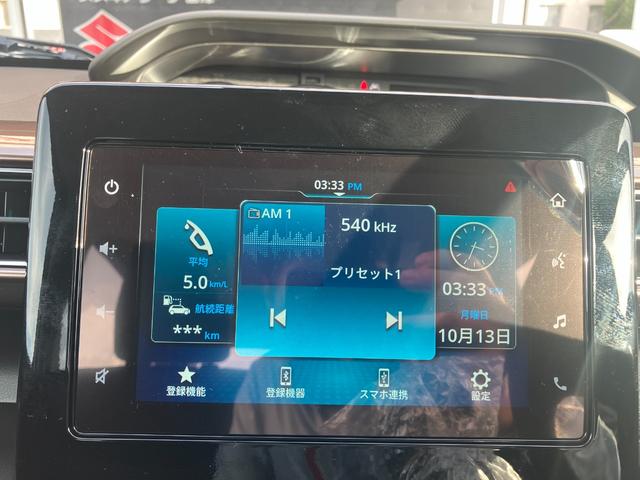 03:33 PM
AM 1
540 kHz
プリセット1
平均
5.0 km/L
航続距離
*** km
03:33 PM
月曜日
10月13日
登録機能
登録機器
スマホ連携
設定